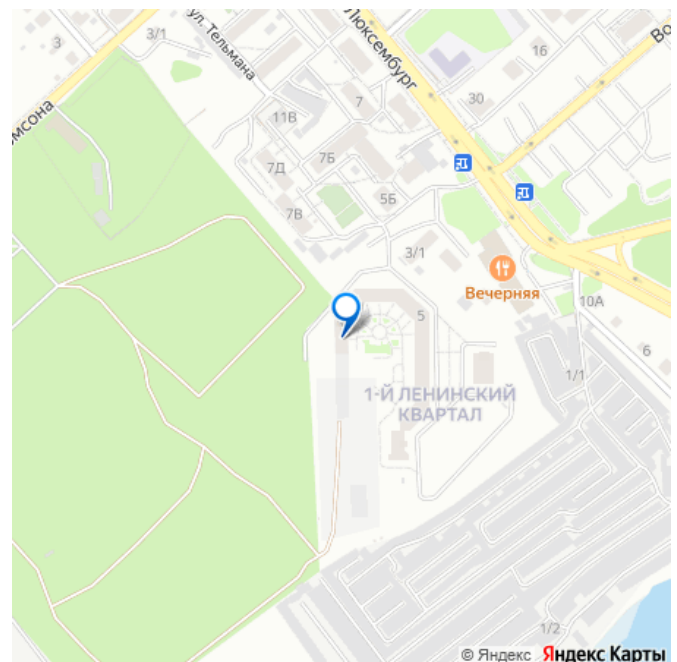 3/1
3
ул. Тельмана
Люксембург
16
Во
мсона
7
30
11В
7Б
7Д
5Б
7В
3/1
Вечерняя
10А
5
6
1/1
1-Й ЛЕНИНСКИЙ
КВАРТАЛ
1/2
© Яндекс Яндекс Карты